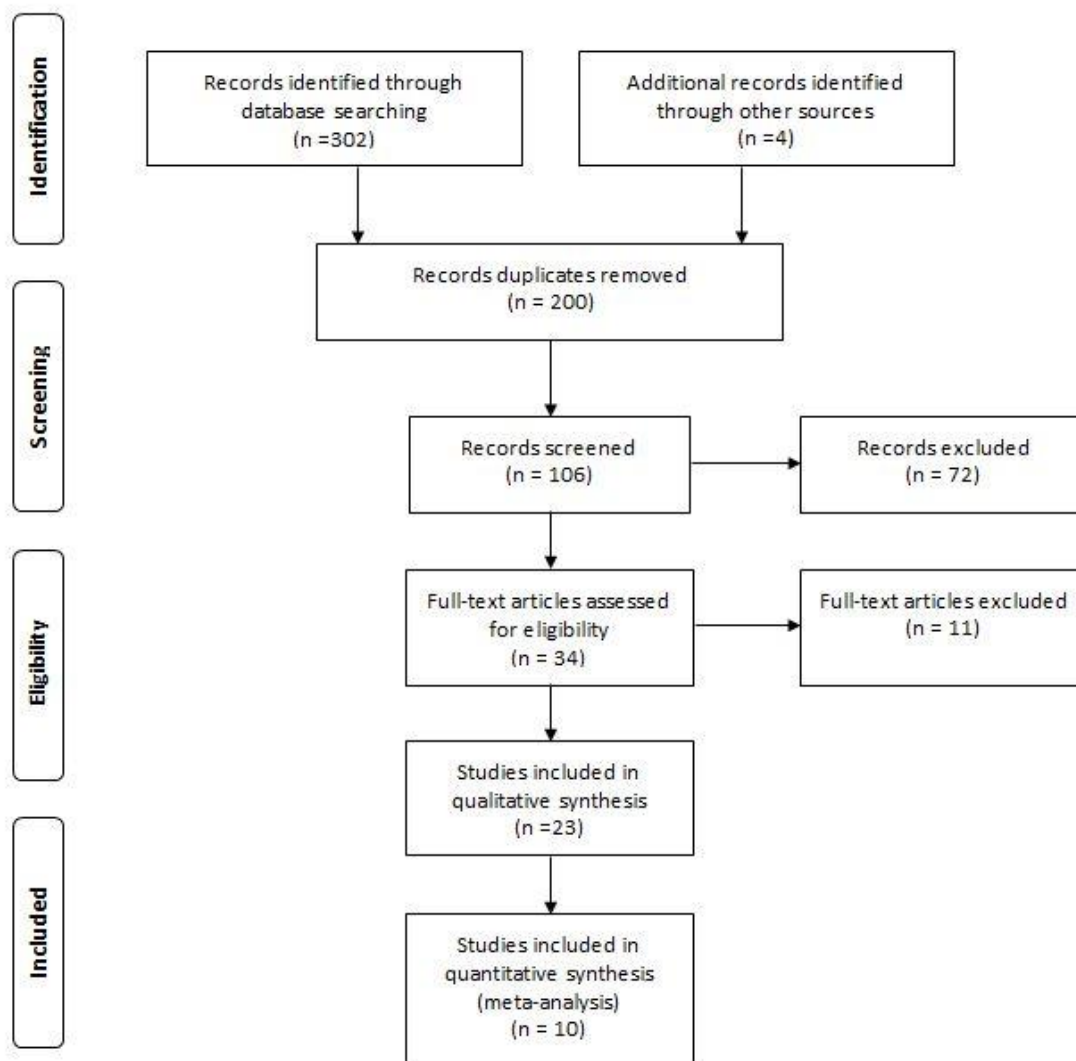 Identification
Records identified through
database searching
(n =302)
Additional records identified
through other sources
(n =4)
Records duplicates removed
(n = 200)
Screening
Records screened
(n = 106)
Records excluded
(n = 72)
Eligibility
Full-text articles assessed
for eligibility
(n = 34)
Full-text articles excluded
(n = 11)
Studies included in
qualitative synthesis
(n =23)
Included
Studies included in
quantitative synthesis
(meta-analysis)
(n = 10)